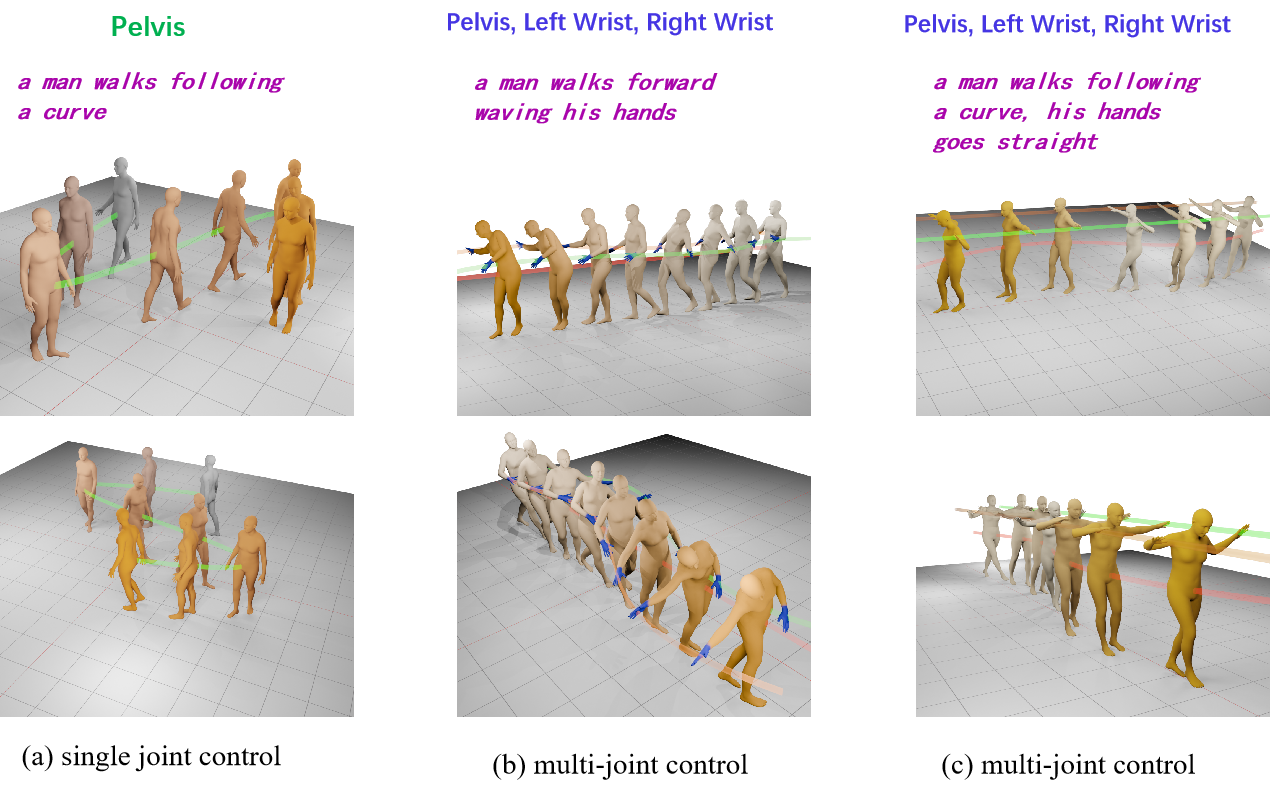 Pelvis
a man walks following
a curve
Pelvis, Left Wrist, Right Wrist
a man walks forward
waving his hands
Pelvis, Left Wrist, Right Wrist
a man walks following
a curve, his hands
goes straight
(a) single joint control
(b) multi-joint control
(c) multi-joint control